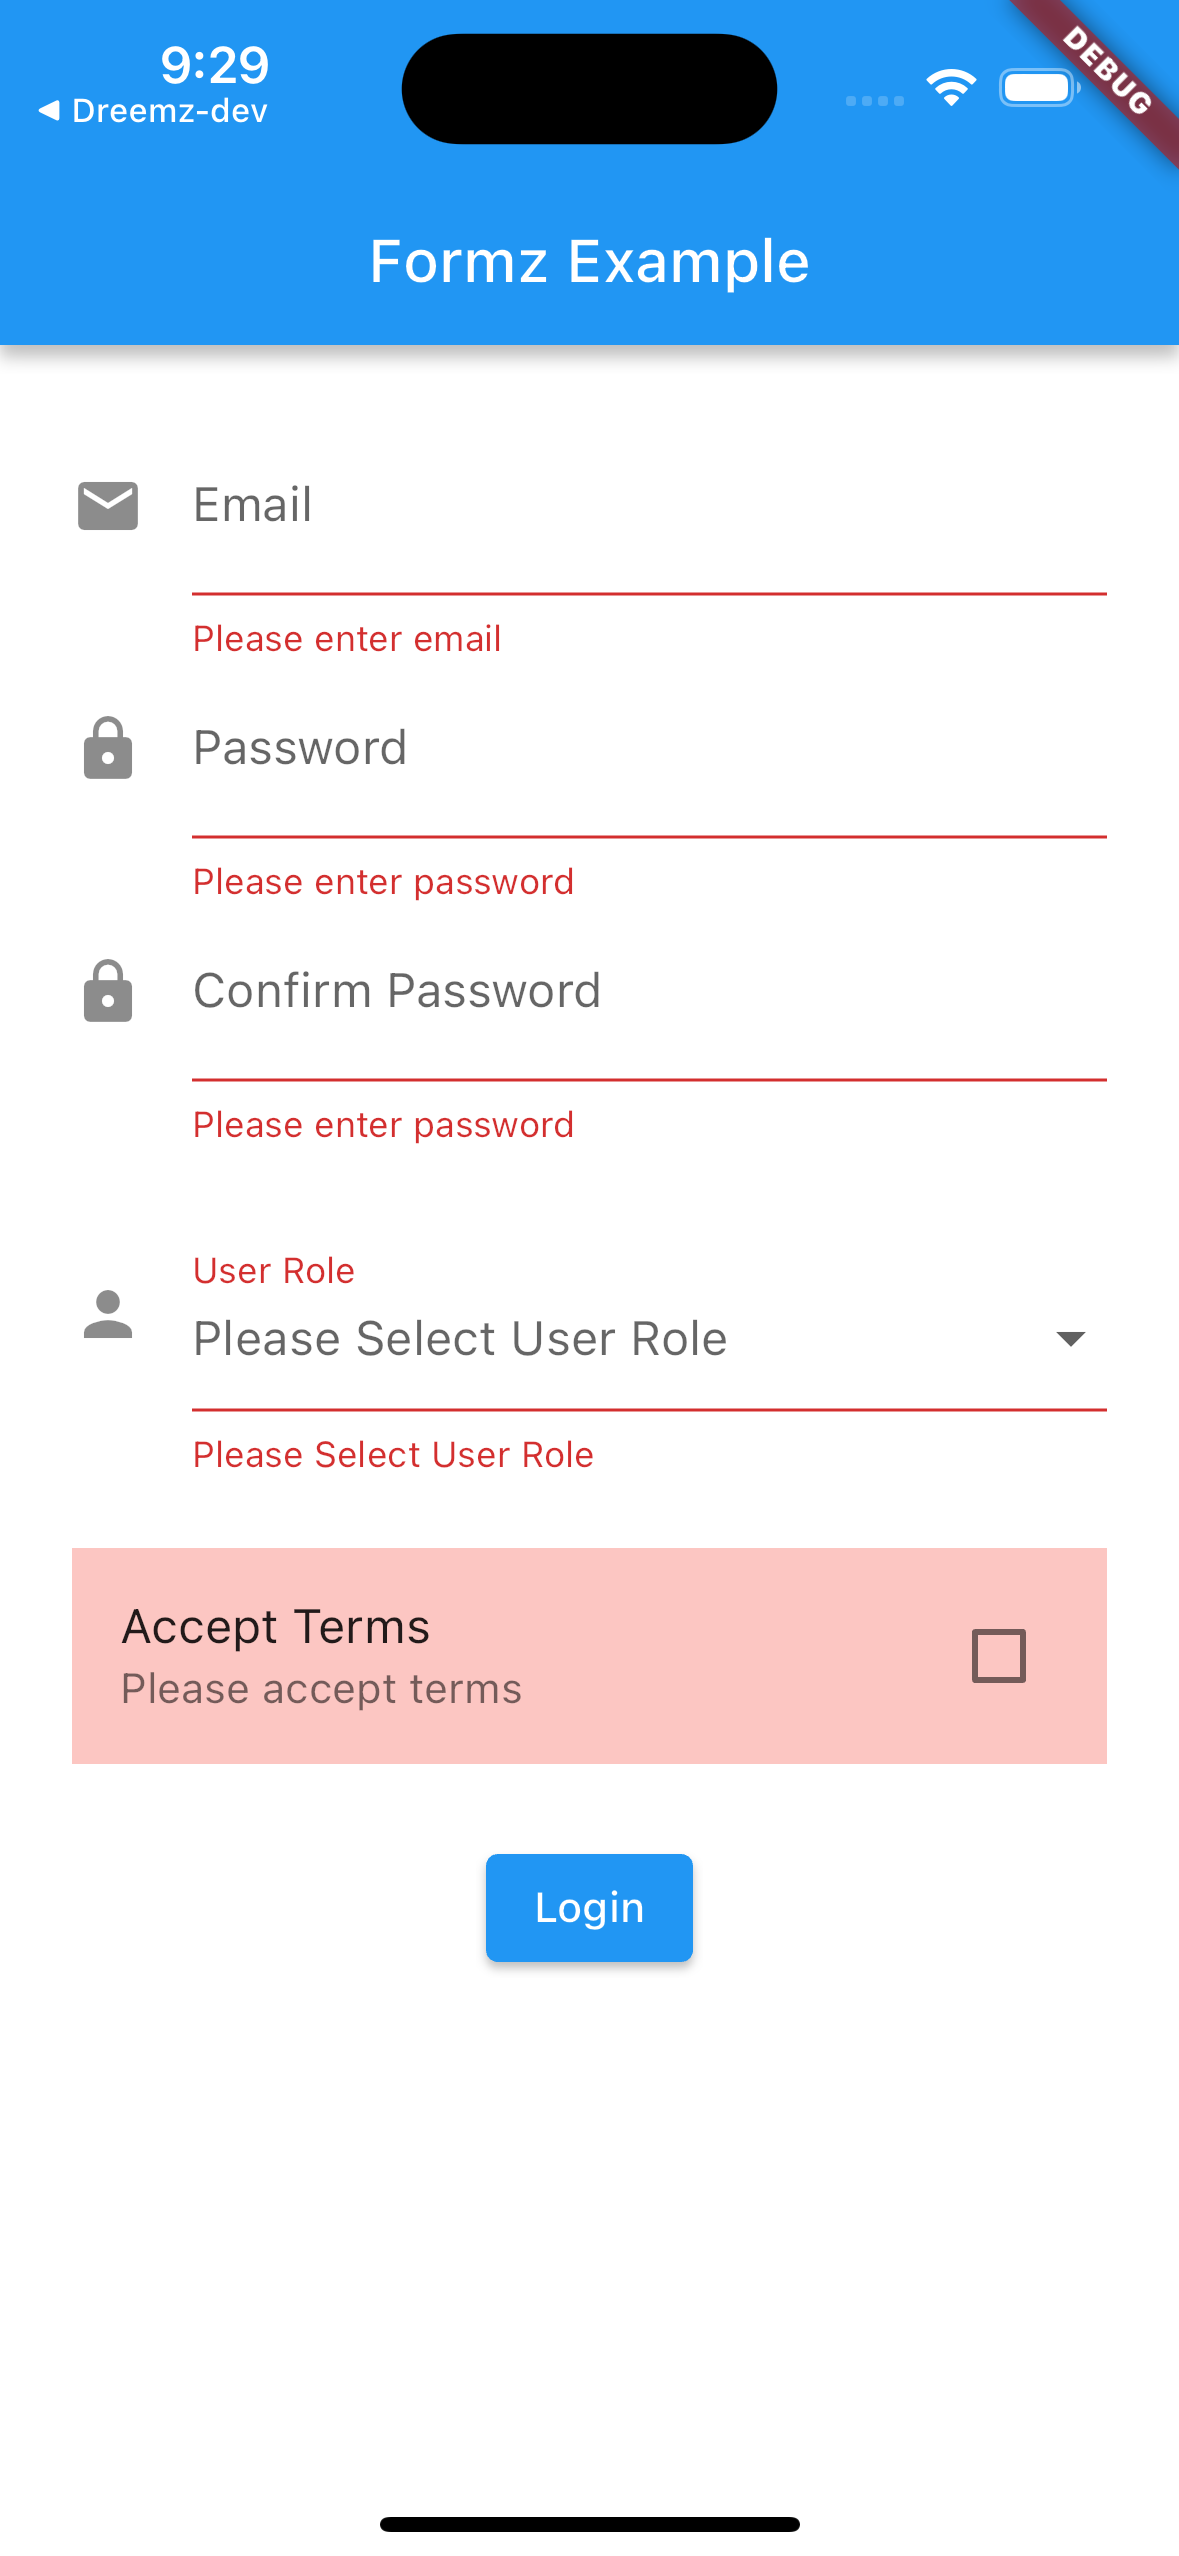 9:29
Dreemz-dev
DEBUG
Formz Example
Email
Please enter email
Password
Please enter password
Confirm Password
Please enter password
User Role
Please Select User Role
Please Select User Role
Accept Terms
Please accept terms
Login